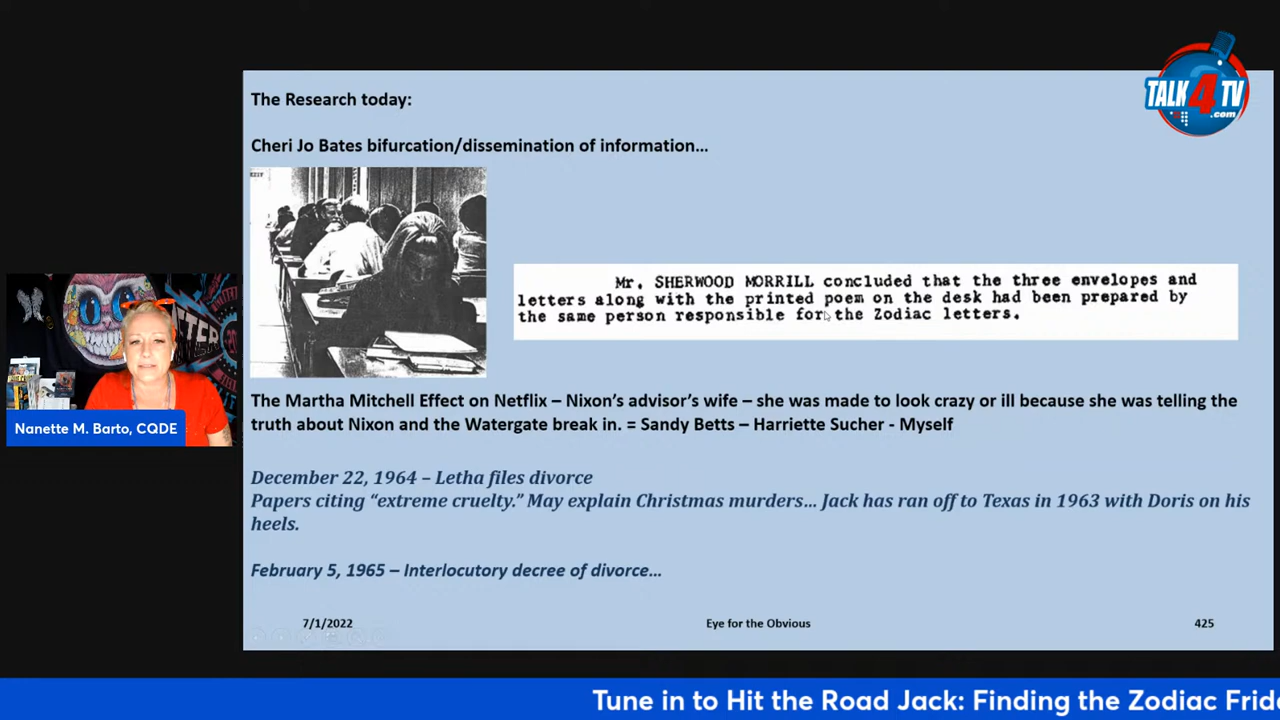 TALK 4 TV
.com
The Research today:
Cheri Jo Bates bifurcation/dissemination of information…
EXIT
Mr. SHERWOOD MORRILL concluded that the three envelopes and
letters along with the printed poem on the desk had been prepared by
the same person responsible for the Zodiac letters.
Nanette M. Barto, CQDE
The Martha Mitchell Effect on Netflix – Nixon's advisor's wife – she was made to look crazy or ill because she was telling the
truth about Nixon and the Watergate break in. = Sandy Betts – Harriette Sucher - Myself
December 22, 1964 – Letha files divorce
Papers citing “extreme cruelty.” May explain Christmas murders… Jack has ran off to Texas in 1963 with Doris on his
heels.
February 5, 1965 – Interlocutory decree of divorce…
7/1/2022 Eye for the Obvious 425
Tune in to Hit the Road Jack: Finding the Zodiac Frid